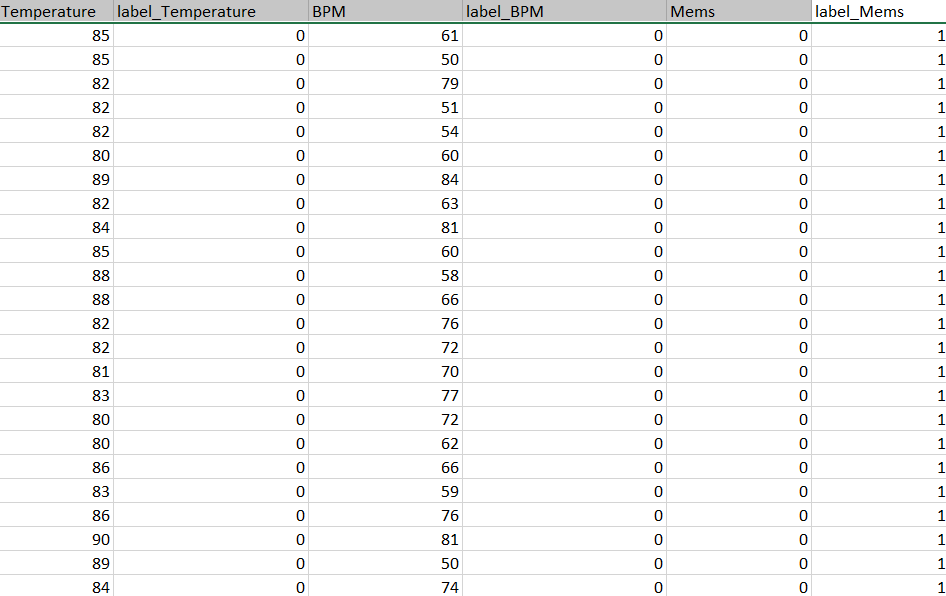 Temperature label_Temperature BPM label_BPM Mems label_Mems
85 0 61 0 0 1
85 0 50 0 0 1
82 0 79 0 0 1
82 0 51 0 0 1
82 0 54 0 0 1
80 0 60 0 0 1
89 0 84 0 0 1
82 0 63 0 0 1
84 0 81 0 0 1
85 0 60 0 0 1
88 0 58 0 0 1
88 0 66 0 0 1
82 0 76 0 0 1
82 0 72 0 0 1
81 0 70 0 0 1
83 0 77 0 0 1
80 0 72 0 0 1
80 0 62 0 0 1
86 0 66 0 0 1
83 0 59 0 0 1
86 0 76 0 0 1
90 0 81 0 0 1
89 0 50 0 0 1
84 0 74 0 0 1